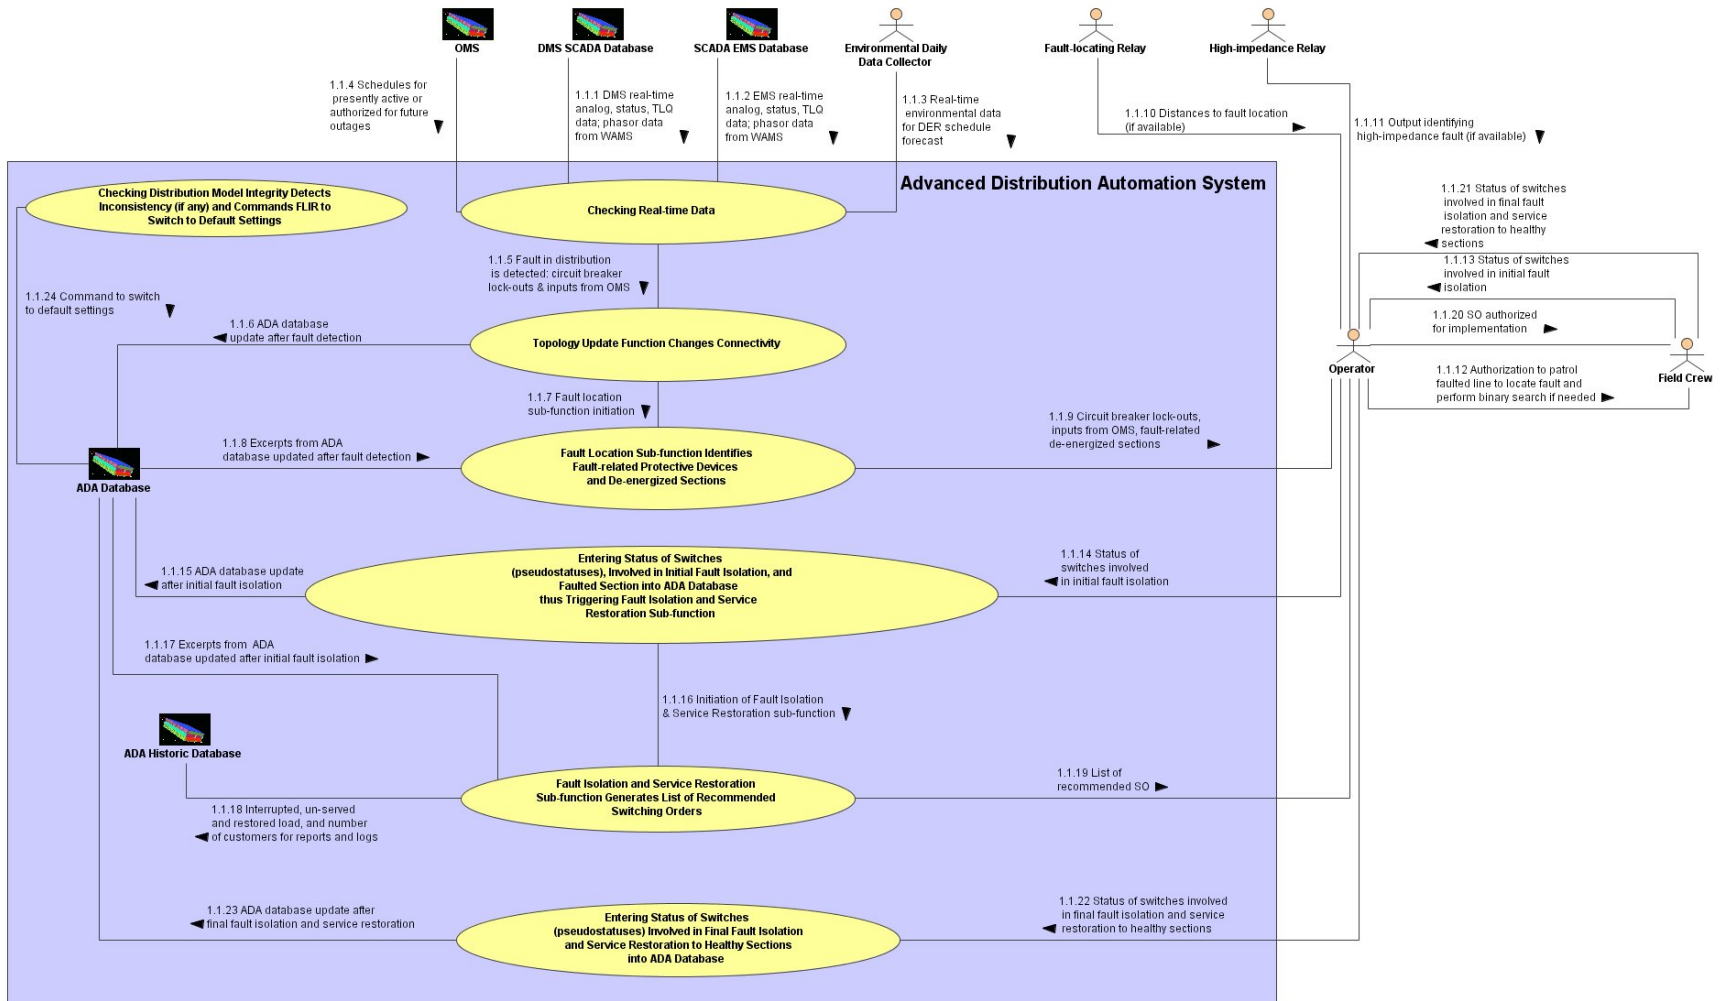 OMS
DMS SCADA Database
SCADA EMS Database
Environmental Daily
Data Collector
Fault-locating Relay
High-impedance Relay
1.1.4 Schedules for
presently active or
authorized for future
outages
1.1.1 DMS real-time
analog, status, TLQ
data; phasor data
from WAMS
1.1.2 EMS real-time
analog, status, TLQ
data; phasor data
from WAMS
1.1.3 Real-time
environmental data
for DER schedule
forecast
1.1.10 Distances to fault location
(if available)
1.1.11 Output identifying
high-impedance fault (if available)
Advanced Distribution Automation System
Checking Distribution Model Integrity Detects
Inconsistency (if any) and Commands FLIR to
Switch to Default Settings
Checking Real-time Data
1.1.21 Status of switches
involved in final fault
isolation and service
restoration to healthy
sections
1.1.13 Status of switches
involved in initial fault
isolation
1.1.5 Fault in distribution
is detected: circuit breaker
lock-outs & inputs from OMS
1.1.24 Command to switch
to default settings
1.1.6 ADA database
update after fault detection
1.1.20 SO authorized
for implementation
Topology Update Function Changes Connectivity
Operator
Field Crew
1.1.12 Authorization to patrol
faulted line to locate fault and
perform binary search if needed
1.1.7 Fault location
sub-function initiation
1.1.9 Circuit breaker lock-outs,
inputs from OMS, fault-related
de-energized sections
1.1.8 Excerpts from ADA
database updated after fault detection
Fault Location Sub-function Identifies
Fault-related Protective Devices
and De-energized Sections
ADA Database
1.1.15 ADA database update
after initial fault isolation
Entering Status of Switches
(pseudostatuses), Involved in Initial Fault Isolation, and
Faulted Section into ADA Database
thus Triggering Fault Isolation and Service
Restoration Sub-function
1.1.14 Status of
switches involved
in initial fault isolation
1.1.17 Excerpts from ADA
database updated after initial fault isolation
1.1.16 Initiation of Fault Isolation
& Service Restoration sub-function
ADA Historic Database
Fault Isolation and Service Restoration
Sub-function Generates List of Recommended
Switching Orders
1.1.19 List of
recommended SO
1.1.18 Interrupted, un-served
and restored load, and number
of customers for reports and logs
1.1.23 ADA database update after
final fault isolation and service restoration
Entering Status of Switches
(pseudostatuses) Involved in Final Fault Isolation
and Service Restoration to Healthy Sections
into ADA Database
1.1.22 Status of switches involved
in final fault isolation and service
restoration to healthy sections